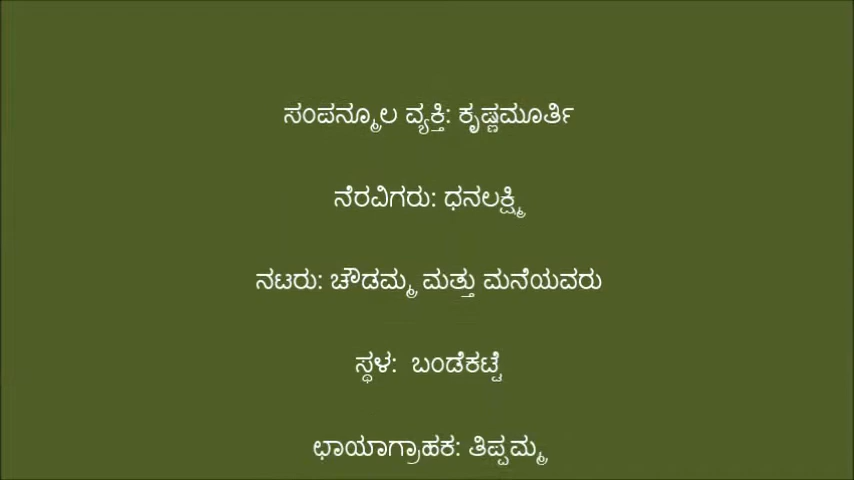 ಸಂಪನ್ಮೂಲ ವ್ಯಕ್ತಿ: ಕೃಷ್ಣಮೂರ್ತಿ
ನೆರವಿಗರು: ಧನಲಕ್ಷ್ಮಿ
ನಟರು: ಚೌಡಮ್ಮ ಮತ್ತು ಮನೆಯವರು
ಸ್ಥಳ: ಬಂಡೆಕಟ್ಟೆ
ಛಾಯಾಗ್ರಾಹಕ: ತಿಪ್ಪಮ್ಮ